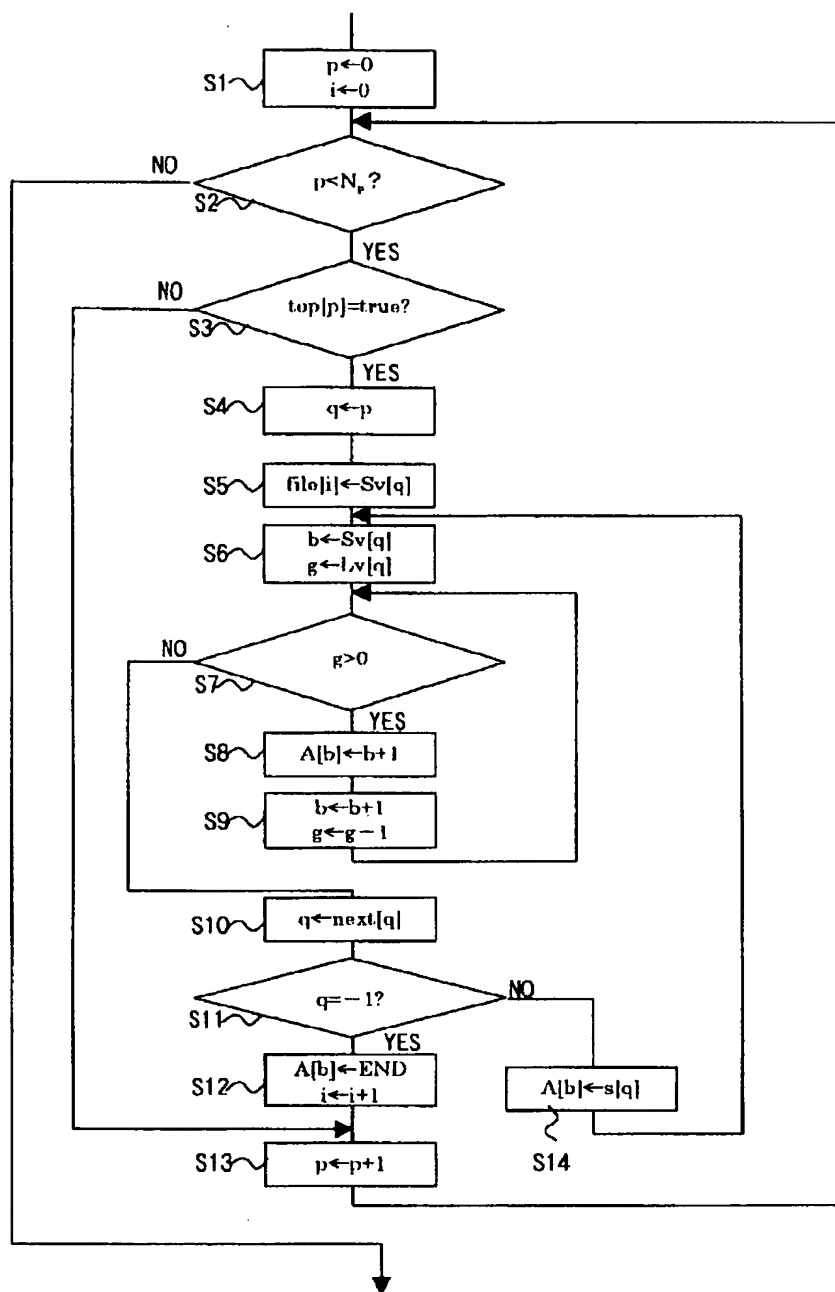 S1
p←0
i←0
NO
p<Nₚ?
S2
YES
NO
top[p]=true?
S3
YES
S4
q←p
S5
file[i]←Sv[q]
S6
b←Sv[q]
g←Lv[q]
NO
g>0
S7
YES
S8
A[b]←b+1
S9
b←b+1
g←g-1
S10
q←next[q]
q=-1?
NO
S11
YES
S12
A[b]←END
i←i+1
A[b]←s[q]
S13
p←p+1
S14